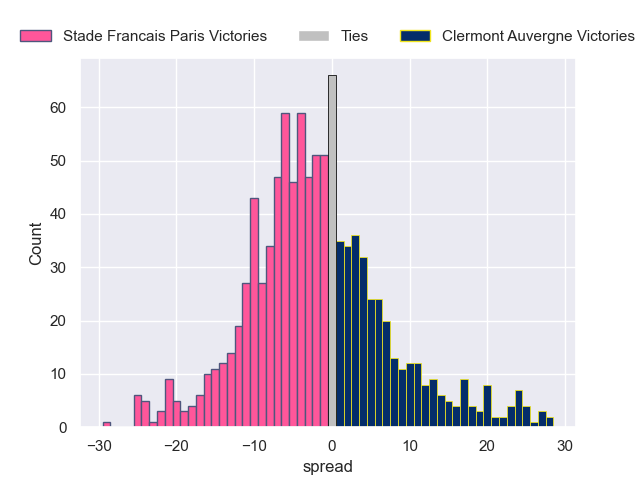 Stade Francais Paris Victories Ties Clermont Auvergne Victories
60
50
40
30
20
10
0
Count
−30 −20 −10 0 10 20 30
spread